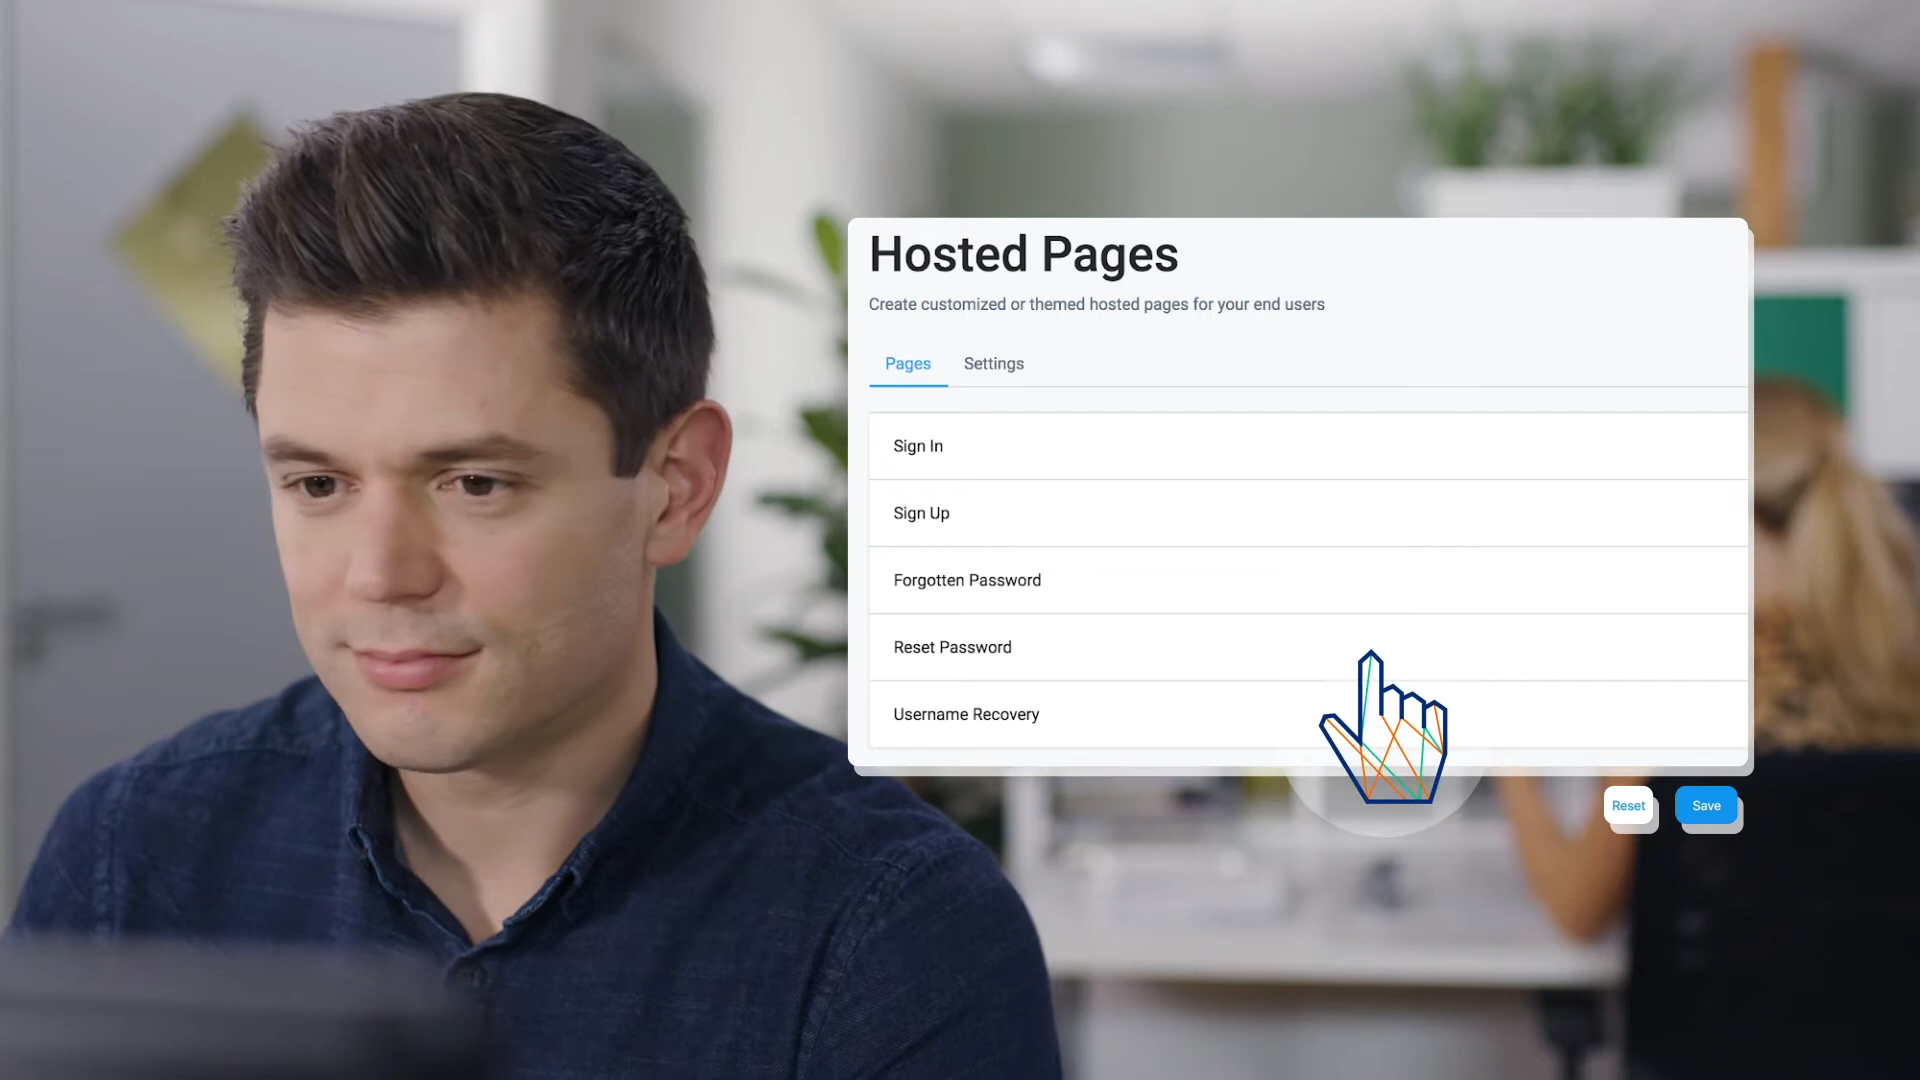 Hosted Pages
Create customized or themed hosted pages for your end users
Pages Settings
Sign In
Sign Up
Forgotten Password
Reset Password
Username Recovery
Reset Save